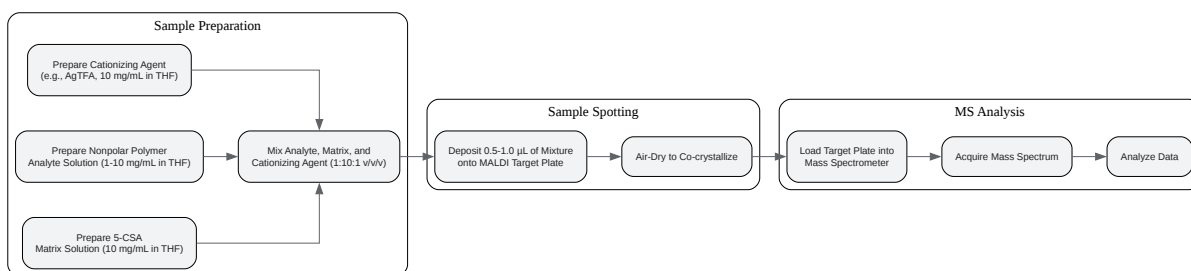 Sample Preparation
Prepare Cationizing Agent
(e.g., AgTFA, 10 mg/mL in THF)
Prepare Nonpolar Polymer
Analyte Solution (1-10 mg/mL in THF)
Prepare 5-CSA
Matrix Solution (10 mg/mL in THF)
Mix Analyte, Matrix, and
Cationizing Agent (1:10:1 v/v/v)
Sample Spotting
Deposit 0.5-1.0 µL of Mixture
onto MALDI Target Plate
Air-Dry to Co-crystallize
MS Analysis
Load Target Plate into
Mass Spectrometer
Acquire Mass Spectrum
Analyze Data